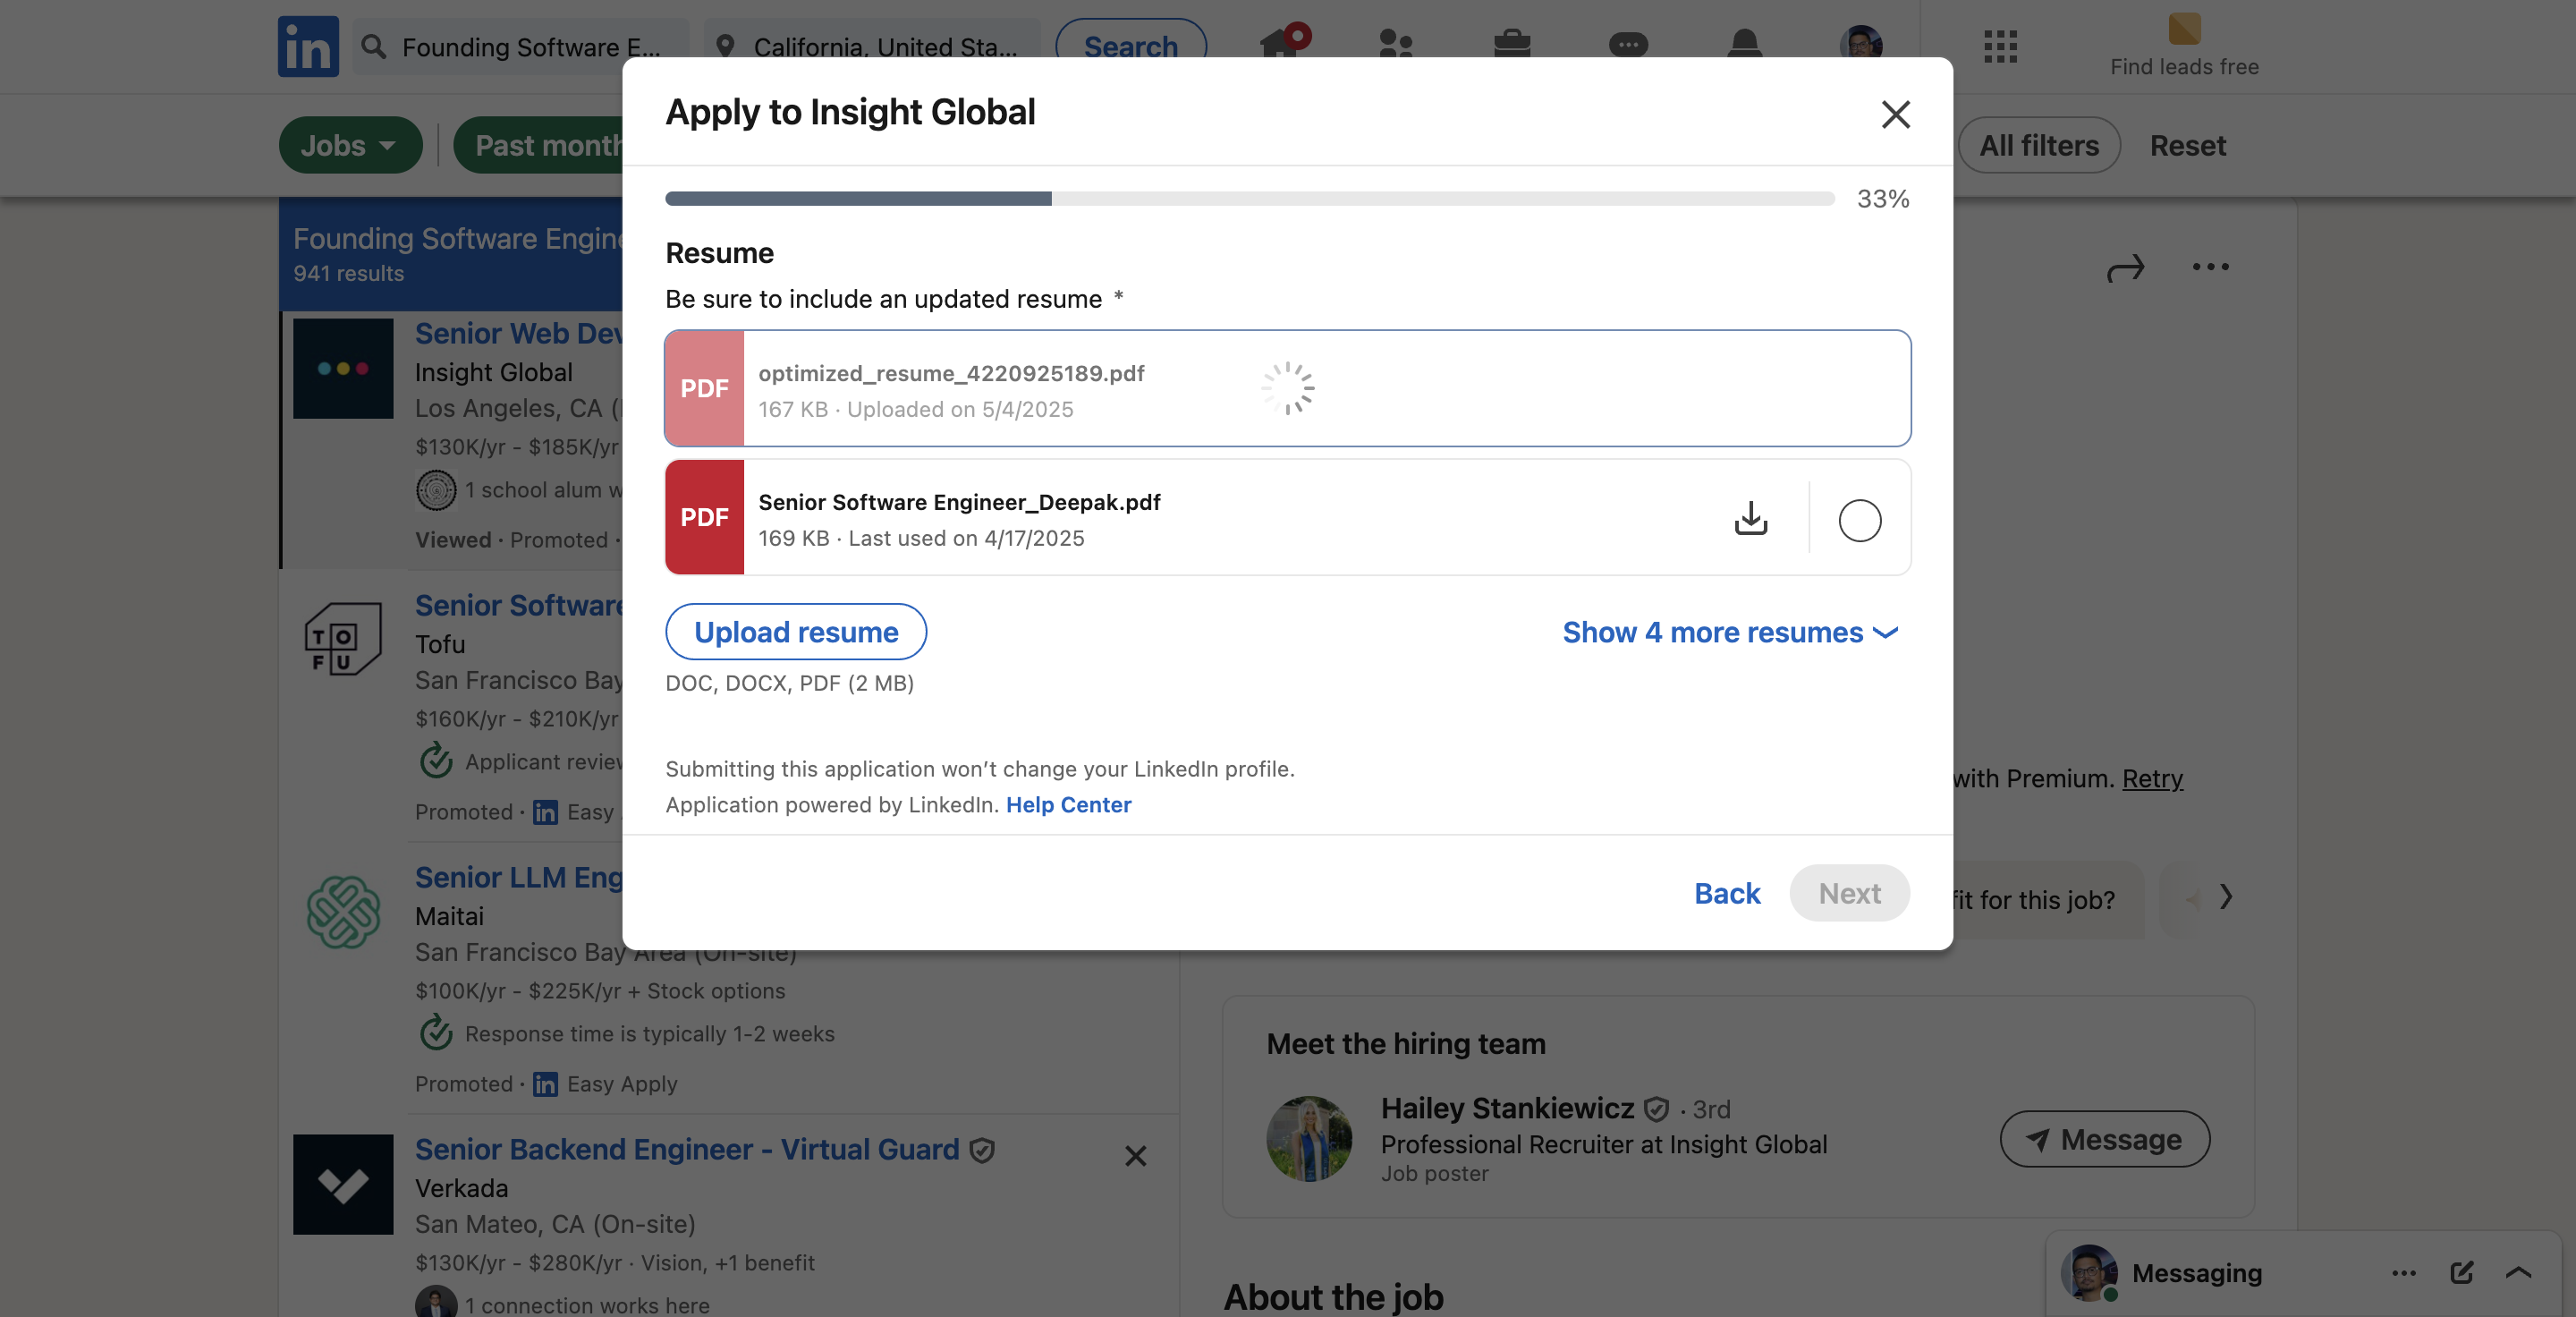 in
Founding Software E...
California, United Sta...
Search
Find leads free
Jobs
Past month
All filters
Reset
Founding Software Engine
941 results
Senior Web Dev
Insight Global
Los Angeles, CA
$130K/yr - $185K/yr
1 school alum
Viewed · Promoted ·
TOFU
Senior Software
Tofu
San Francisco Bay
$160K/yr - $210K/yr
Applicant review
Promoted · in Easy
Senior LLM Eng
Maitai
San Francisco Bay Area (On-site)
$100K/yr - $225K/yr + Stock options
Response time is typically 1-2 weeks
Promoted · in Easy Apply
Senior Backend Engineer - Virtual Guard
Verkada
San Mateo, CA (On-site)
$130K/yr - $280K/yr · Vision, +1 benefit
1 connection works here
Apply to Insight Global
33%
Resume
Be sure to include an updated resume *
PDF
optimized_resume_4220925189.pdf
167 KB · Uploaded on 5/4/2025
PDF
Senior Software Engineer_Deepak.pdf
169 KB · Last used on 4/17/2025
Upload resume
Show 4 more resumes
DOC, DOCX, PDF (2 MB)
Submitting this application won’t change your LinkedIn profile.
Application powered by LinkedIn. Help Center
Back
Next
with Premium. Retry
fit for this job?
Meet the hiring team
Hailey Stankiewicz · 3rd
Professional Recruiter at Insight Global
Job poster
Message
About the job
Messaging